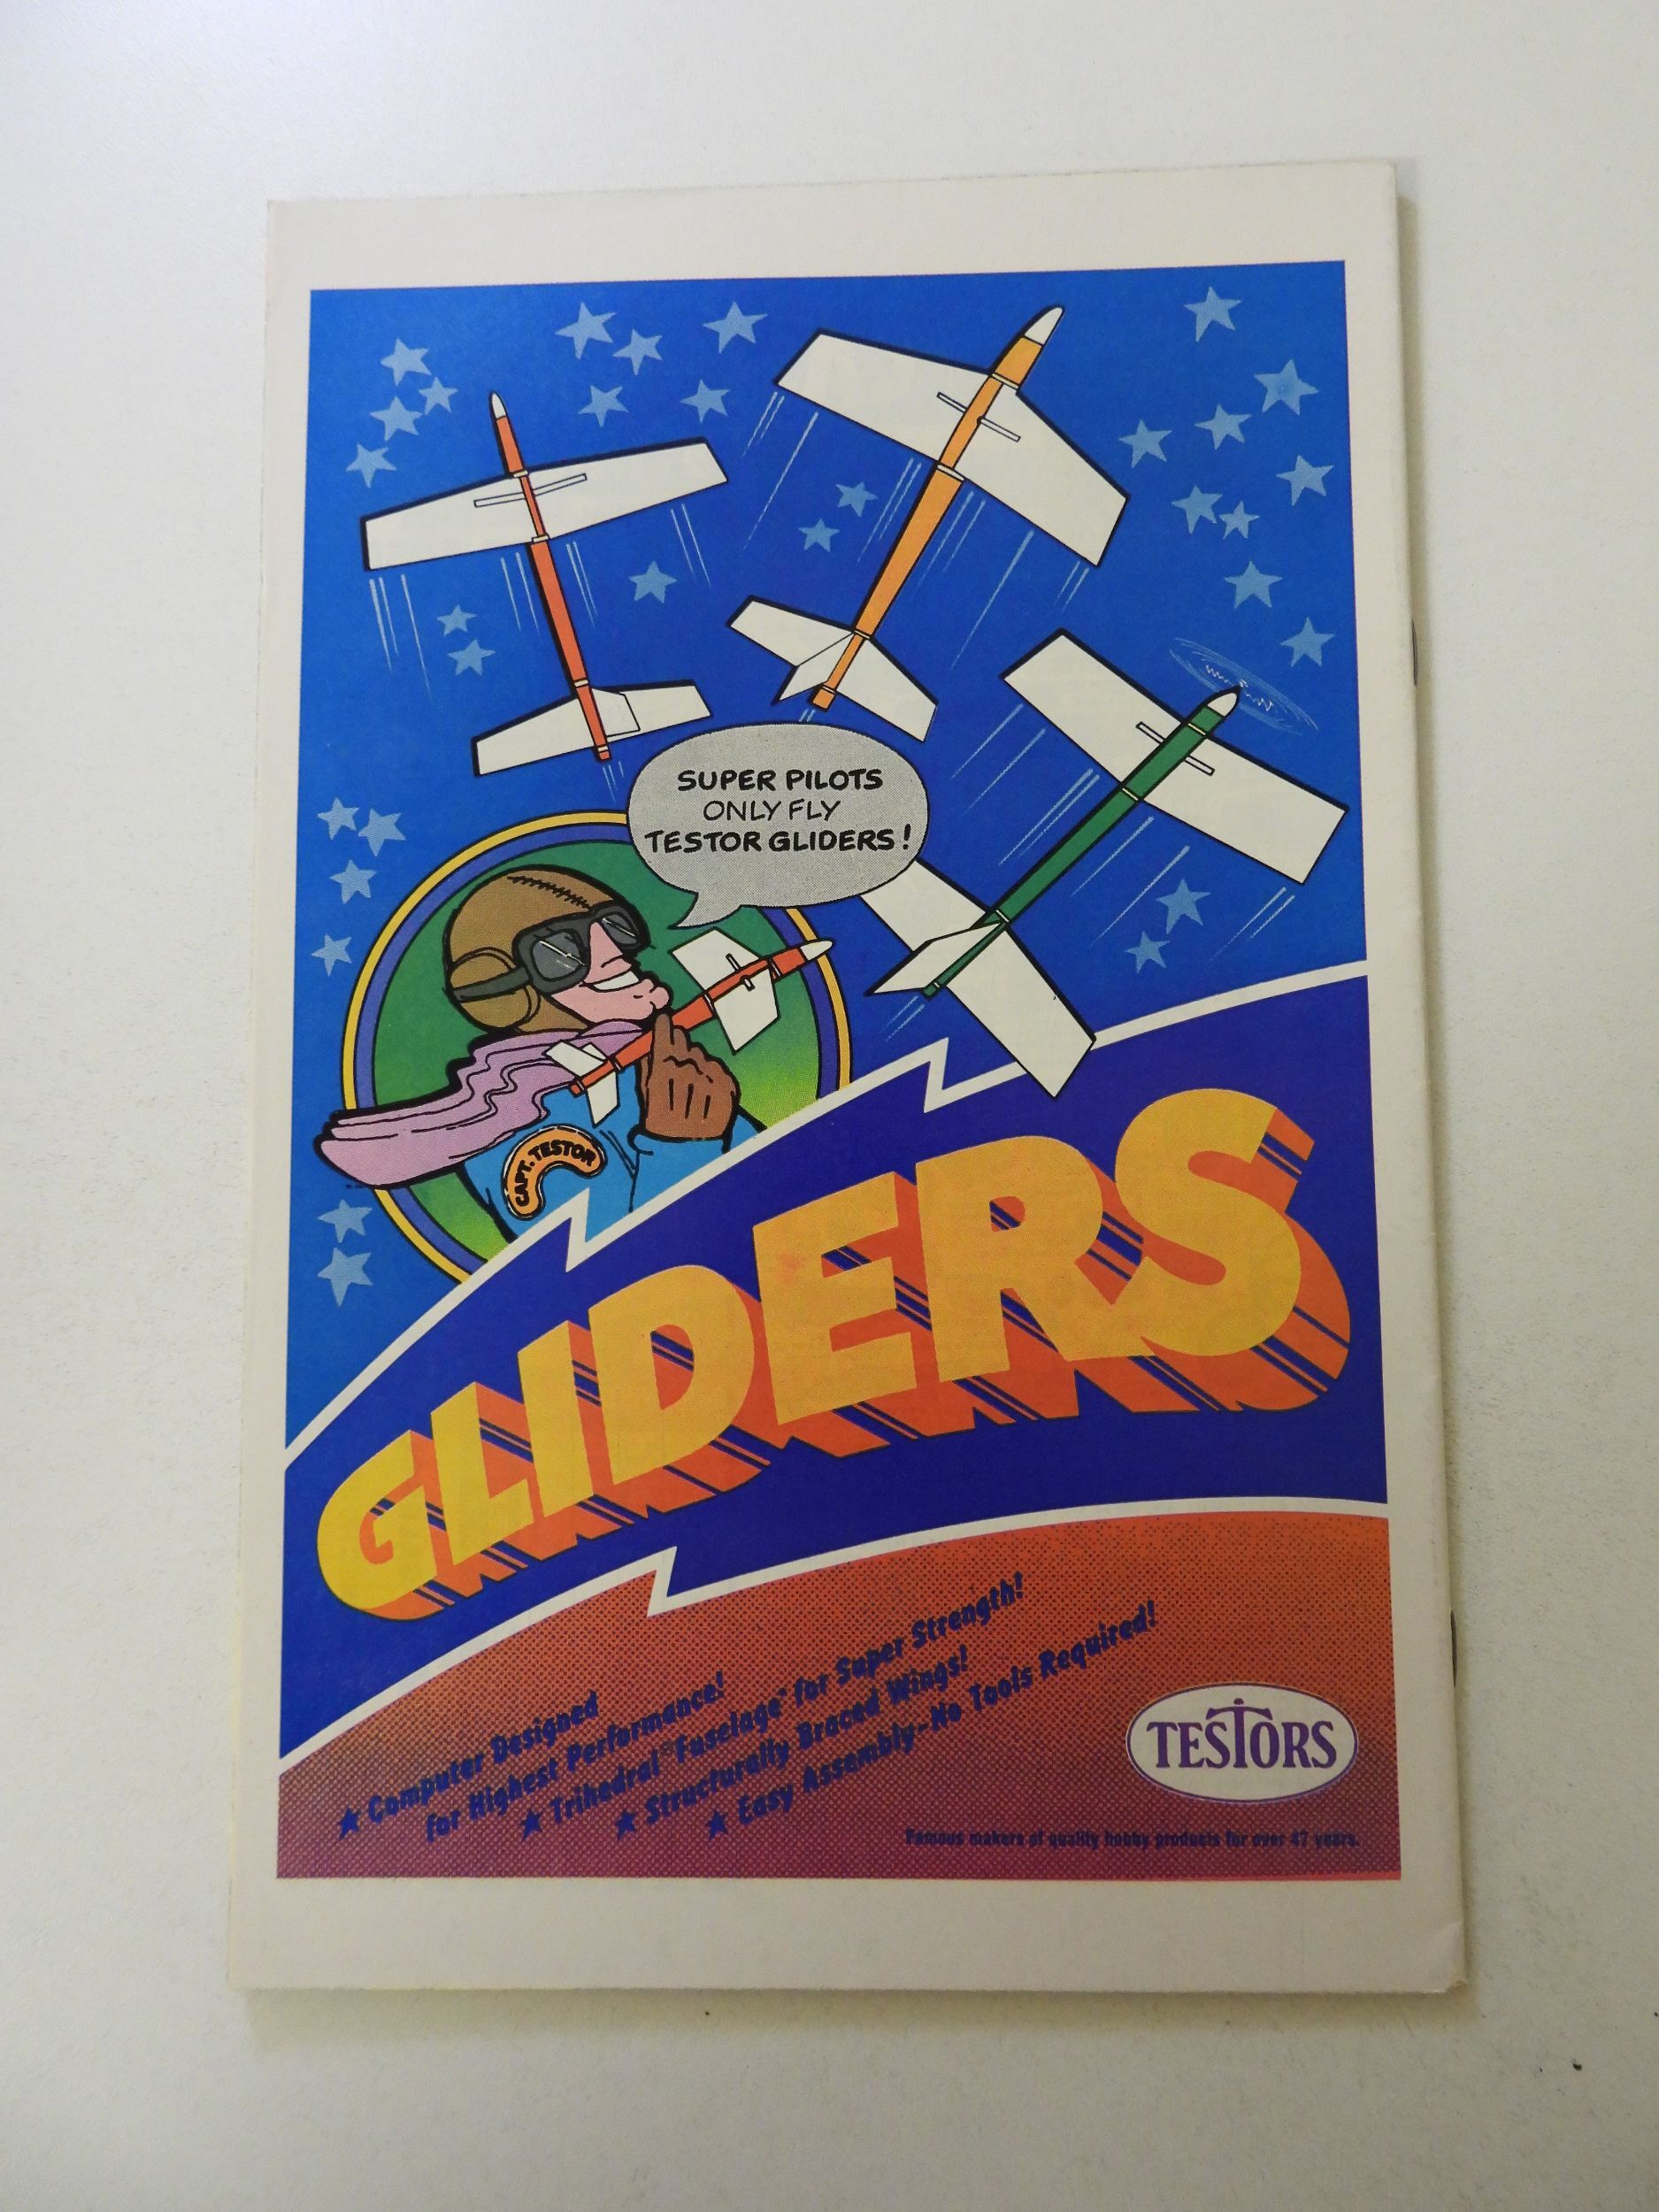 SUPER PILOTS
ONLY FLY
TESTOR GLIDERS!
CAPT. TESTOR
GLIDERS
★ Computer Designed
for Highest Performance!
★ Trihedral® Fuselage for Super Strength!
★ Structurally Braced Wings!
★ Easy Assembly-No Tools Required!
TESTORS
Famous makers of quality hobby products for over 47 years.